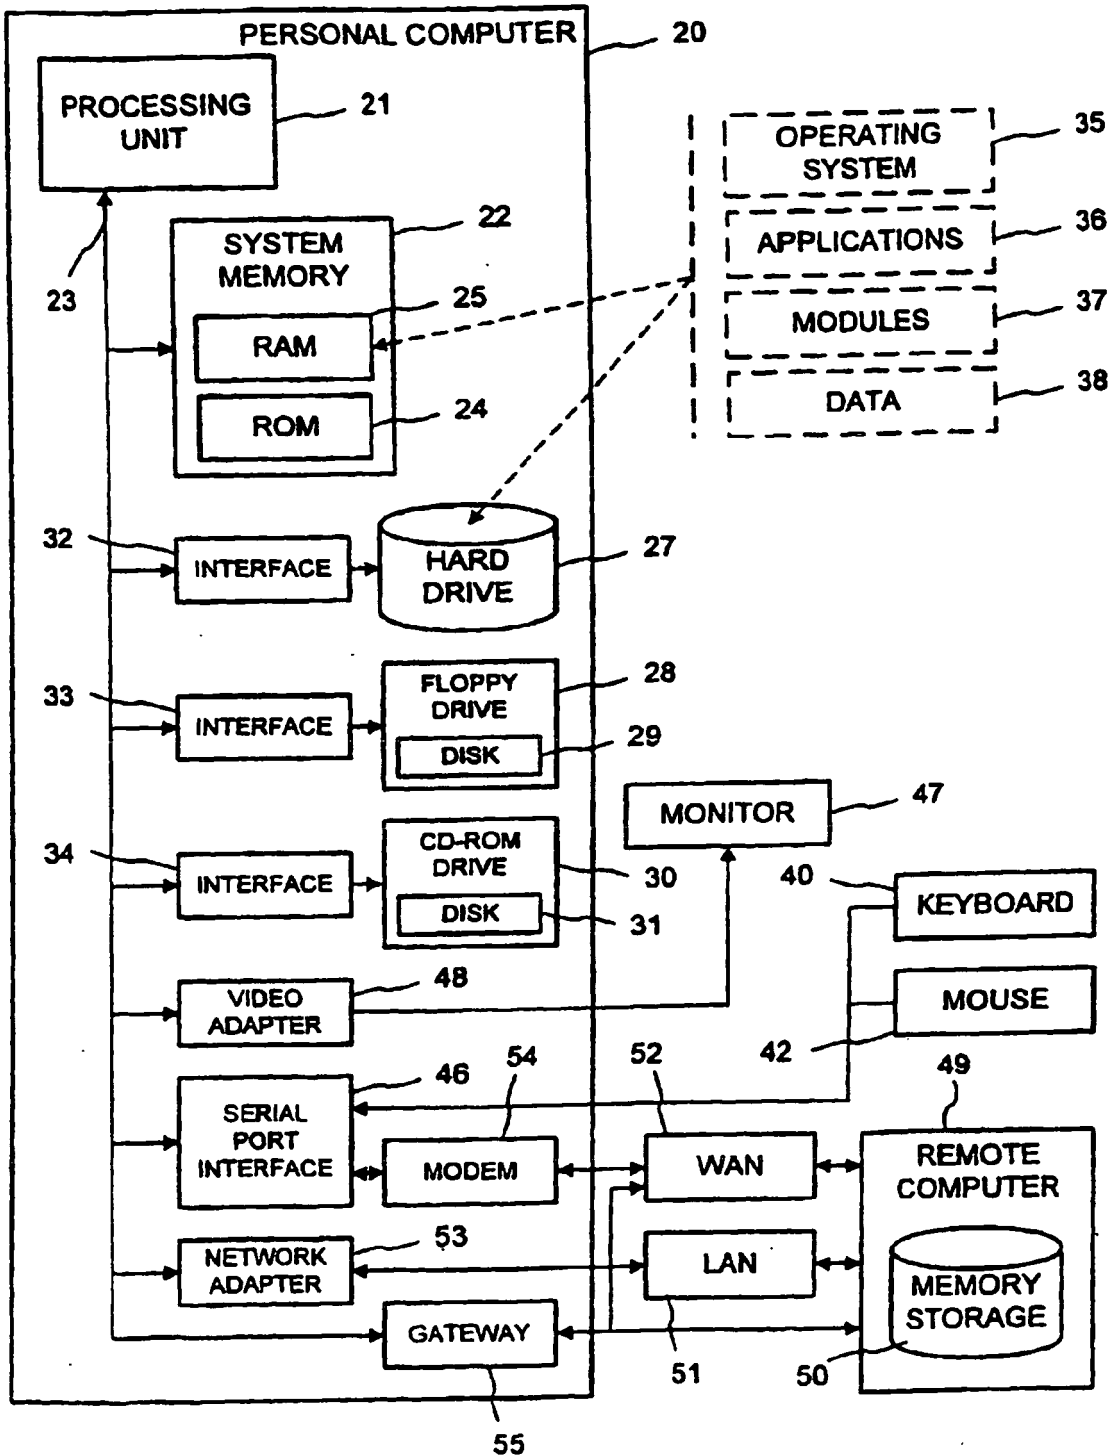 PERSONAL COMPUTER
20
PROCESSING
UNIT
21
23
SYSTEM
MEMORY
22
RAM
25
ROM
24
OPERATING
SYSTEM
35
APPLICATIONS
36
MODULES
37
DATA
38
32
INTERFACE
HARD
DRIVE
27
33
INTERFACE
FLOPPY
DRIVE
28
DISK
29
34
INTERFACE
CD-ROM
DRIVE
30
DISK
31
MONITOR
47
40
KEYBOARD
MOUSE
42
VIDEO
ADAPTER
48
SERIAL
PORT
INTERFACE
46
54
MODEM
52
WAN
49
REMOTE
COMPUTER
MEMORY
STORAGE
50
NETWORK
ADAPTER
53
LAN
51
GATEWAY
55